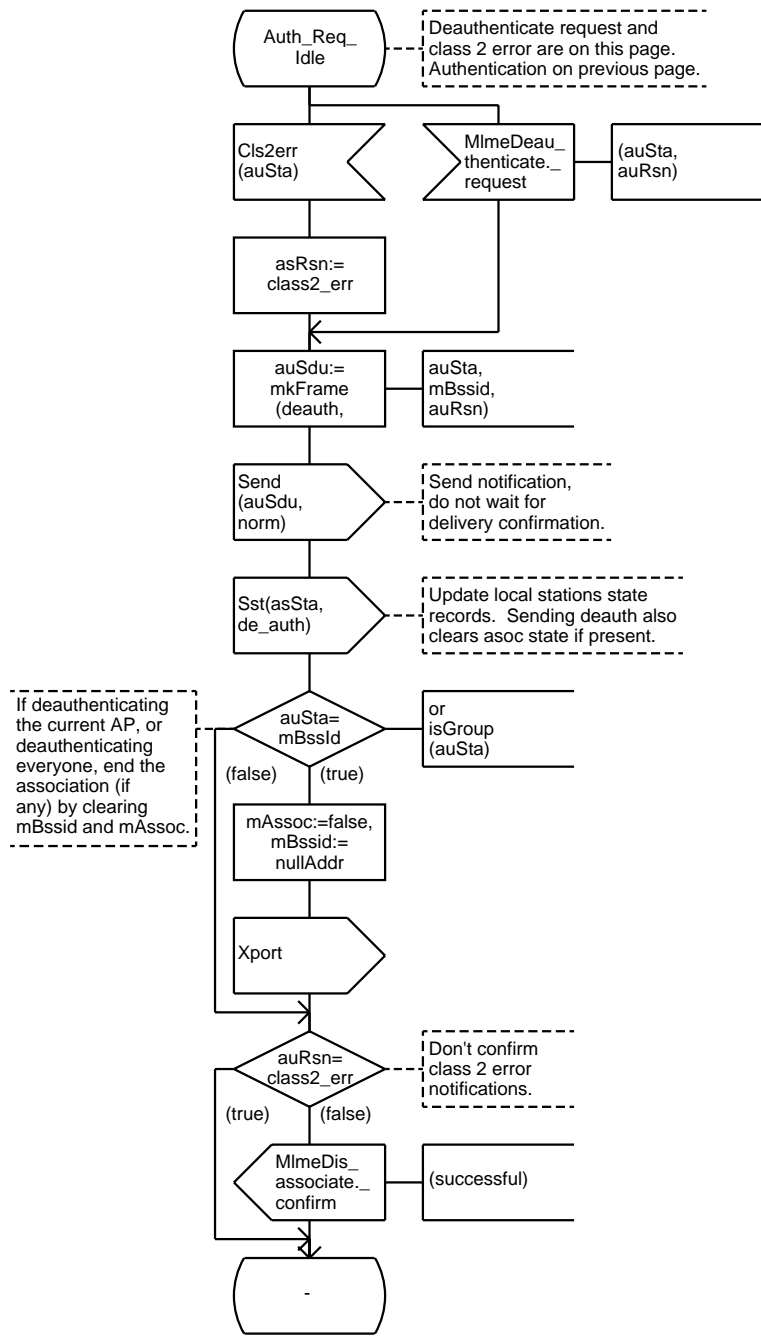 Auth_Req_
Idle
Deauthenticate request and
class 2 error are on this page.
Authentication on previous page.
Cls2err
(auSta)
MlmeDeau_
thenticate._
request
(auSta,
auRsn)
asRsn:=
class2_err
auSdu:=
mkFrame
(deauth,
auSta,
mBssid,
auRsn)
Send
(auSdu,
norm)
Send notification,
do not wait for
delivery confirmation.
Sst(asSta,
de_auth)
Update local stations state
records.  Sending deauth also
clears asoc state if present.
If deauthenticating
the current AP, or
deauthenticating
everyone, end the
association (if
any) by clearing
mBssid and mAssoc.
auSta=
mBssId
or
isGroup
(auSta)
(false)
(true)
mAssoc:=false,
mBssid:=
nullAddr
Xport
auRsn=
class2_err
Don't confirm
class 2 error
notifications.
(true)
(false)
MlmeDis_
associate._
confirm
(successful)
-